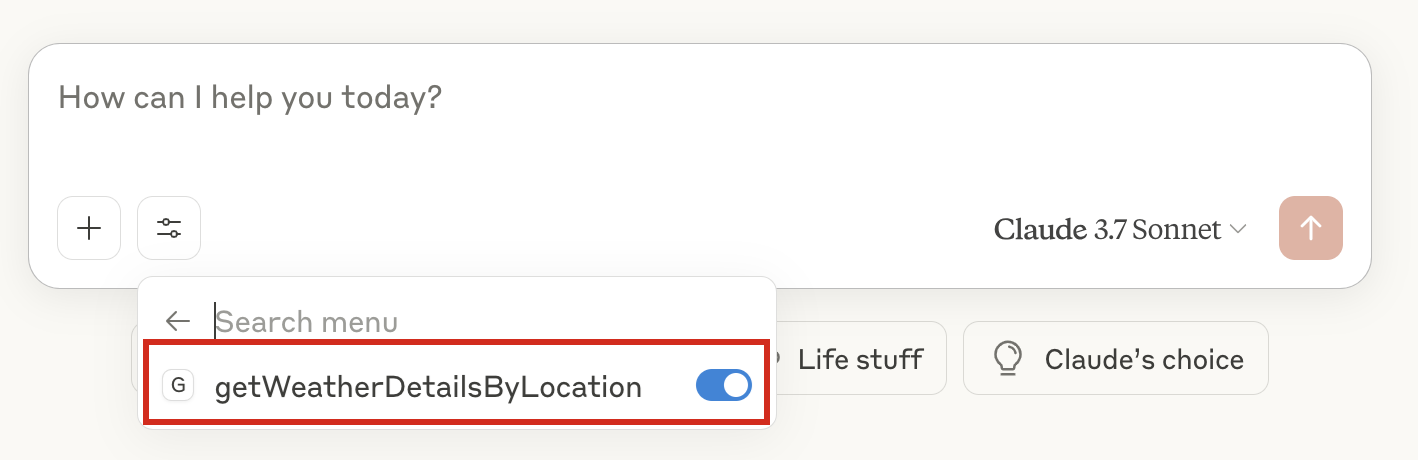 How can I help you today?
Claude 3.7 Sonnet
Search menu
G getWeatherDetailsByLocation
Life stuff
Claude’s choice